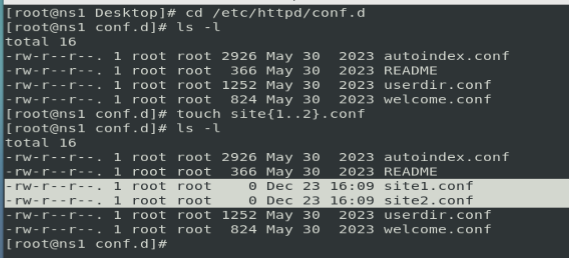 [root@ns1 Desktop]# cd /etc/httpd/conf.d
[root@ns1 conf.d]# ls -l
total 16
-rw-r--r--. 1 root root 2926 May 30  2023 autoindex.conf
-rw-r--r--. 1 root root  366 May 30  2023 README
-rw-r--r--. 1 root root 1252 May 30  2023 userdir.conf
-rw-r--r--. 1 root root  824 May 30  2023 welcome.conf
[root@ns1 conf.d]# touch site{1..2}.conf
[root@ns1 conf.d]# ls -l
total 16
-rw-r--r--. 1 root root 2926 May 30  2023 autoindex.conf
-rw-r--r--. 1 root root  366 May 30  2023 README
-rw-r--r--. 1 root root    0 Dec 23 16:09 site1.conf
-rw-r--r--. 1 root root    0 Dec 23 16:09 site2.conf
-rw-r--r--. 1 root root 1252 May 30  2023 userdir.conf
-rw-r--r--. 1 root root  824 May 30  2023 welcome.conf
[root@ns1 conf.d]#